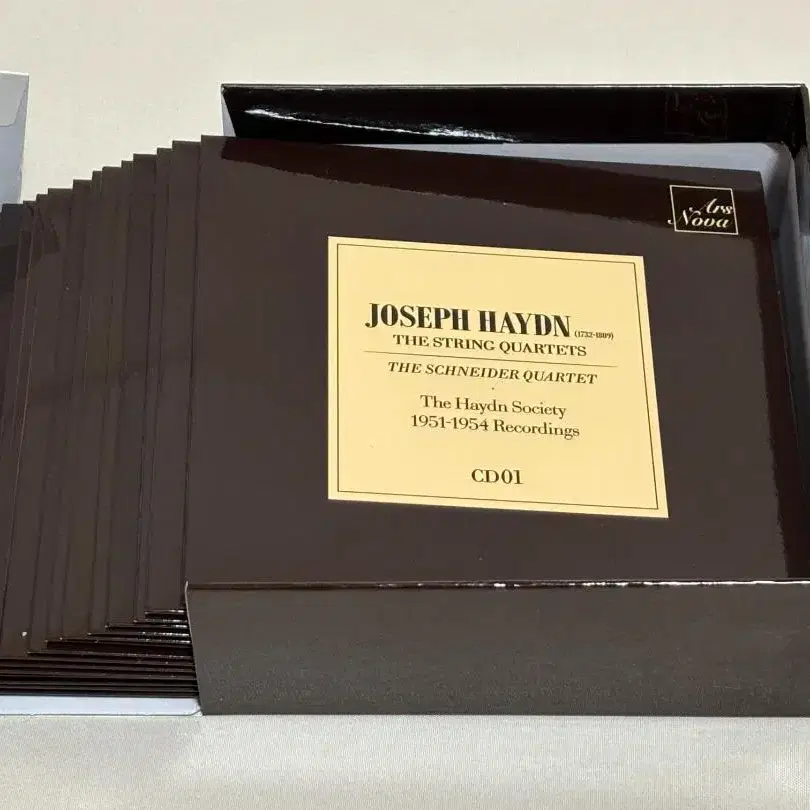 Ars
Nova
JOSEPH HAYDN (1732-1809)
THE STRING QUARTETS
THE SCHNEIDER QUARTET
The Haydn Society
1951-1954 Recordings
CD01